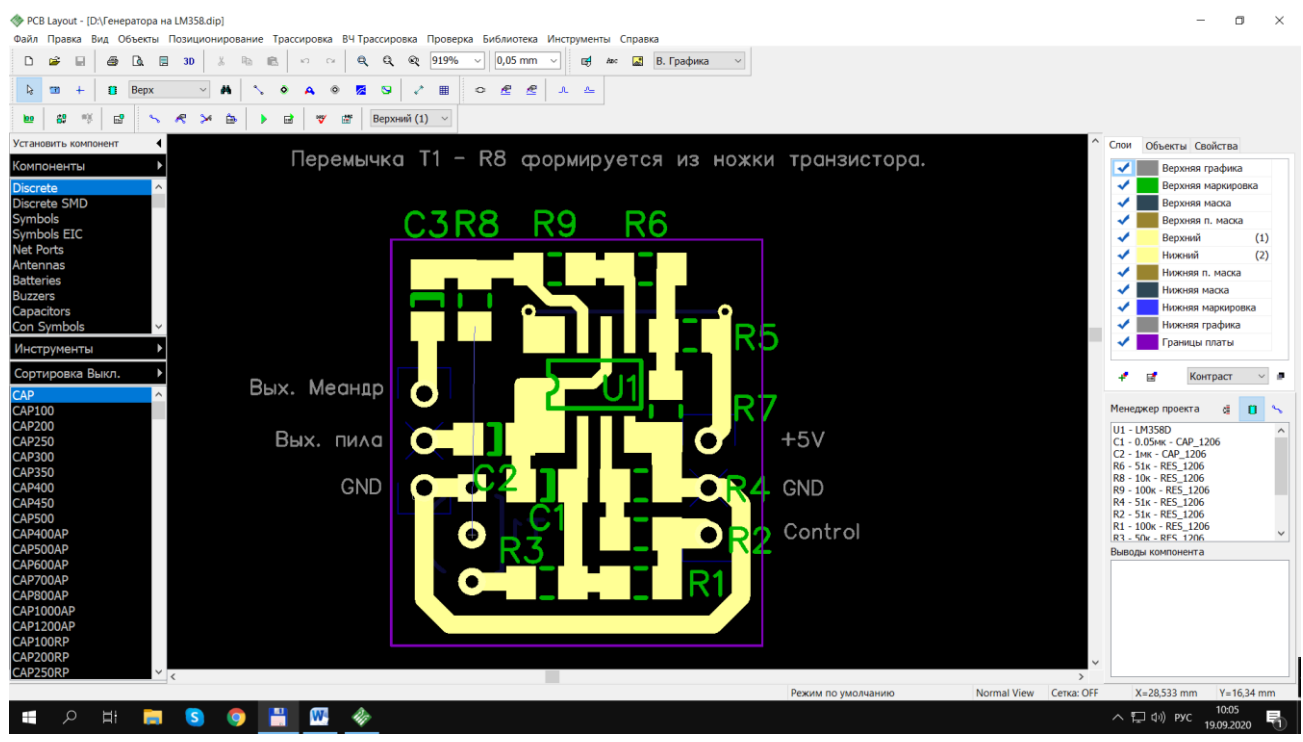 PCB Layout - [D:\Генератора на LM358.dip]
Файл Правка Вид Объекты Позиционирование Трассировка ВЧ Трассировка Проверка Библиотека Инструменты Справка
3D 919% 0,05 mm ABC В. Графика
Верх
Верхний (1)
Установить компонент
Компоненты
Discrete
Discrete SMD
Symbols
Symbols EIC
Net Ports
Antennas
Batteries
Buzzers
Capacitors
Con Symbols
Инструменты
Сортировка Выкл.
CAP
CAP100
CAP200
CAP250
CAP300
CAP350
CAP400
CAP450
CAP500
CAP400AP
CAP500AP
CAP600AP
CAP700AP
CAP800AP
CAP1000AP
CAP1200AP
CAP100RP
CAP200RP
CAP250RP
Перемычка Т1 - R8 формируется из ножки транзистора.
C3 R8 R9 R6
R5
Вых. Меандр U1
R7
Вых. пила +5V
C2
GND R4 GND
C1
R3 R2 Control
R1
Слои Объекты Свойства
Верхняя графика
Верхняя маркировка
Верхняя маска
Верхняя п. маска
Верхний (1)
Нижний (2)
Нижняя п. маска
Нижняя маска
Нижняя маркировка
Нижняя графика
Границы платы
Контраст
Менеджер проекта
U1 - LM358D
C1 - 0.05мк - CAP_1206
C2 - 1мк - CAP_1206
R6 - 51к - RES_1206
R8 - 10к - RES_1206
R9 - 100к - RES_1206
R4 - 51к - RES_1206
R2 - 51к - RES_1206
R1 - 100к - RES_1206
R3 - 50к - RES_1206
Выводы компонента
Режим по умолчанию Normal View Сетка: OFF X=28,533 mm Y=16,34 mm
РУС 10:05
19.09.2020